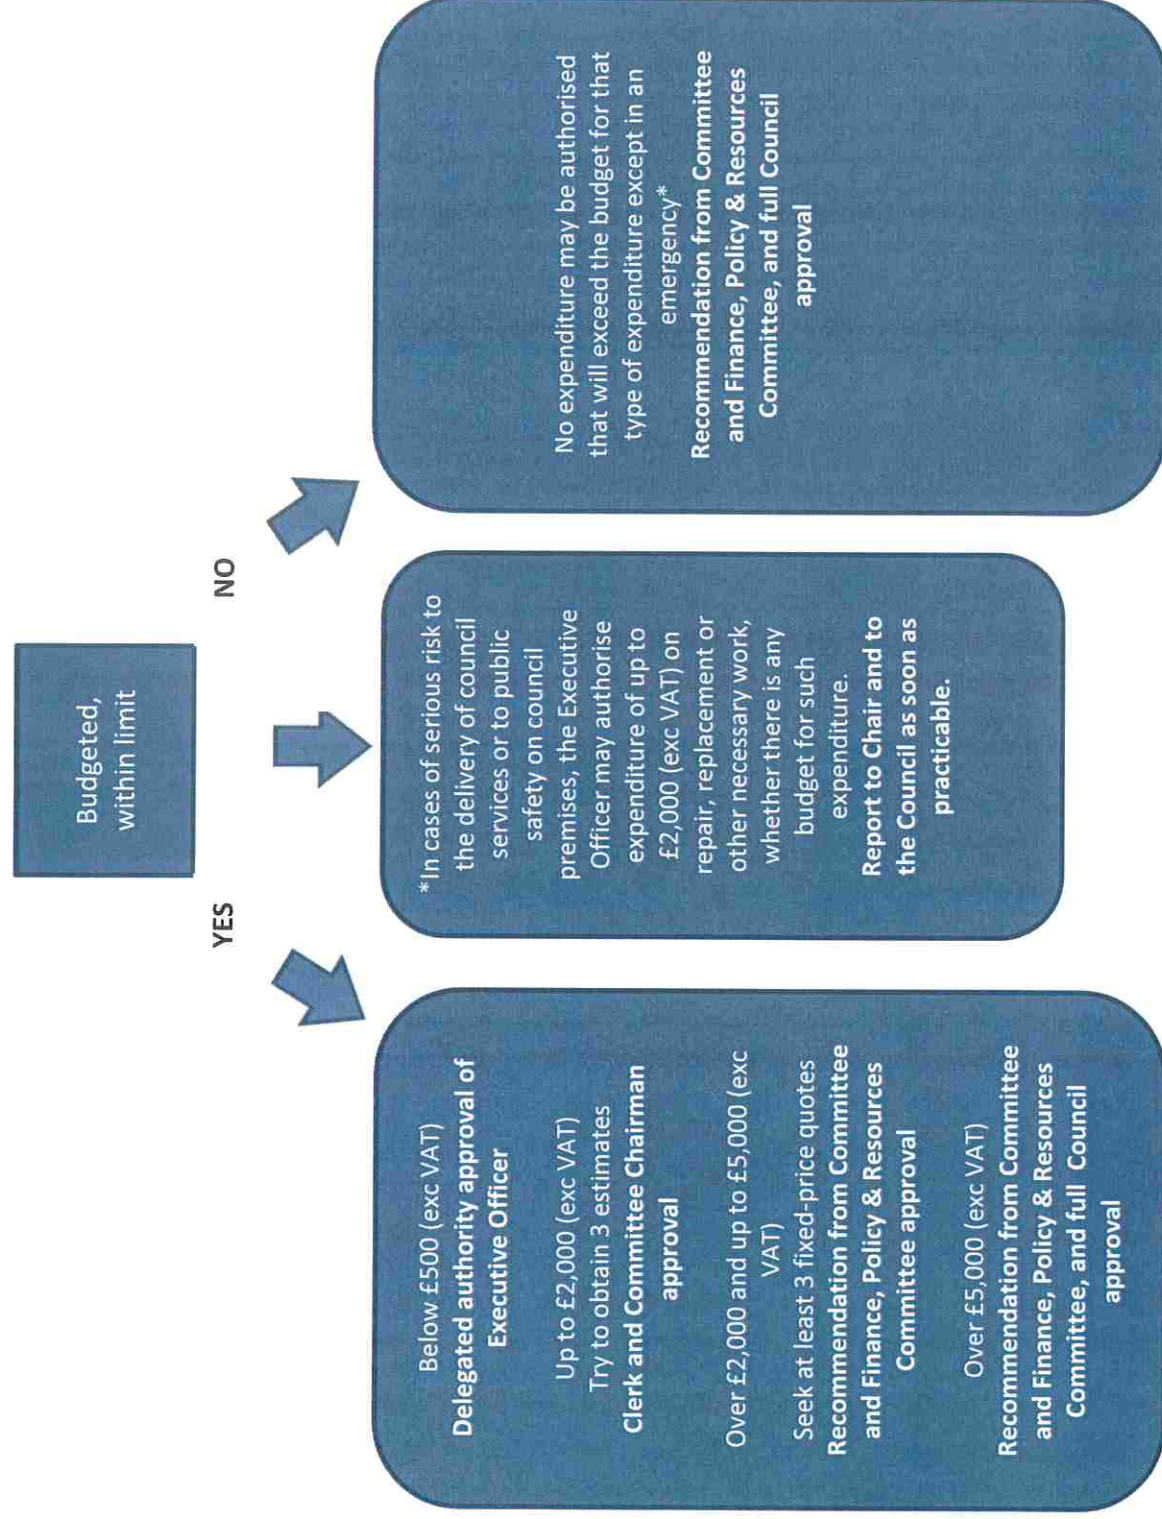 Budgeted,
within limit
YES
NO
Below £500 (exc VAT)
Delegated authority approval of
Executive Officer
Up to £2,000 (exc VAT)
Try to obtain 3 estimates
Clerk and Committee Chairman
approval
Over £2,000 and up to £5,000 (exc
VAT)
Seek at least 3 fixed-price quotes
Recommendation from Committee
and Finance, Policy & Resources
Committee approval
Over £5,000 (exc VAT)
Recommendation from Committee
and Finance, Policy & Resources
Committee, and full Council
approval
*In cases of serious risk to
the delivery of council
services or to public
safety on council
premises, the Executive
Officer may authorise
expenditure of up to
£2,000 (exc VAT) on
repair, replacement or
other necessary work,
whether there is any
budget for such
expenditure.
Report to Chair and to
the Council as soon as
practicable.
No expenditure may be authorised
that will exceed the budget for that
type of expenditure except in an
emergency*
Recommendation from Committee
and Finance, Policy & Resources
Committee, and full Council
approval